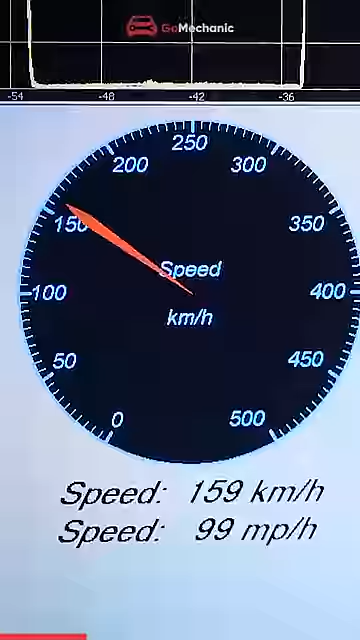 GoMechanic
-54 -48 -42 -36
250
200 300
150 350
Speed
100 400
km/h
50 450
0 500
Speed: 159 km/h
Speed: 99 mp/h